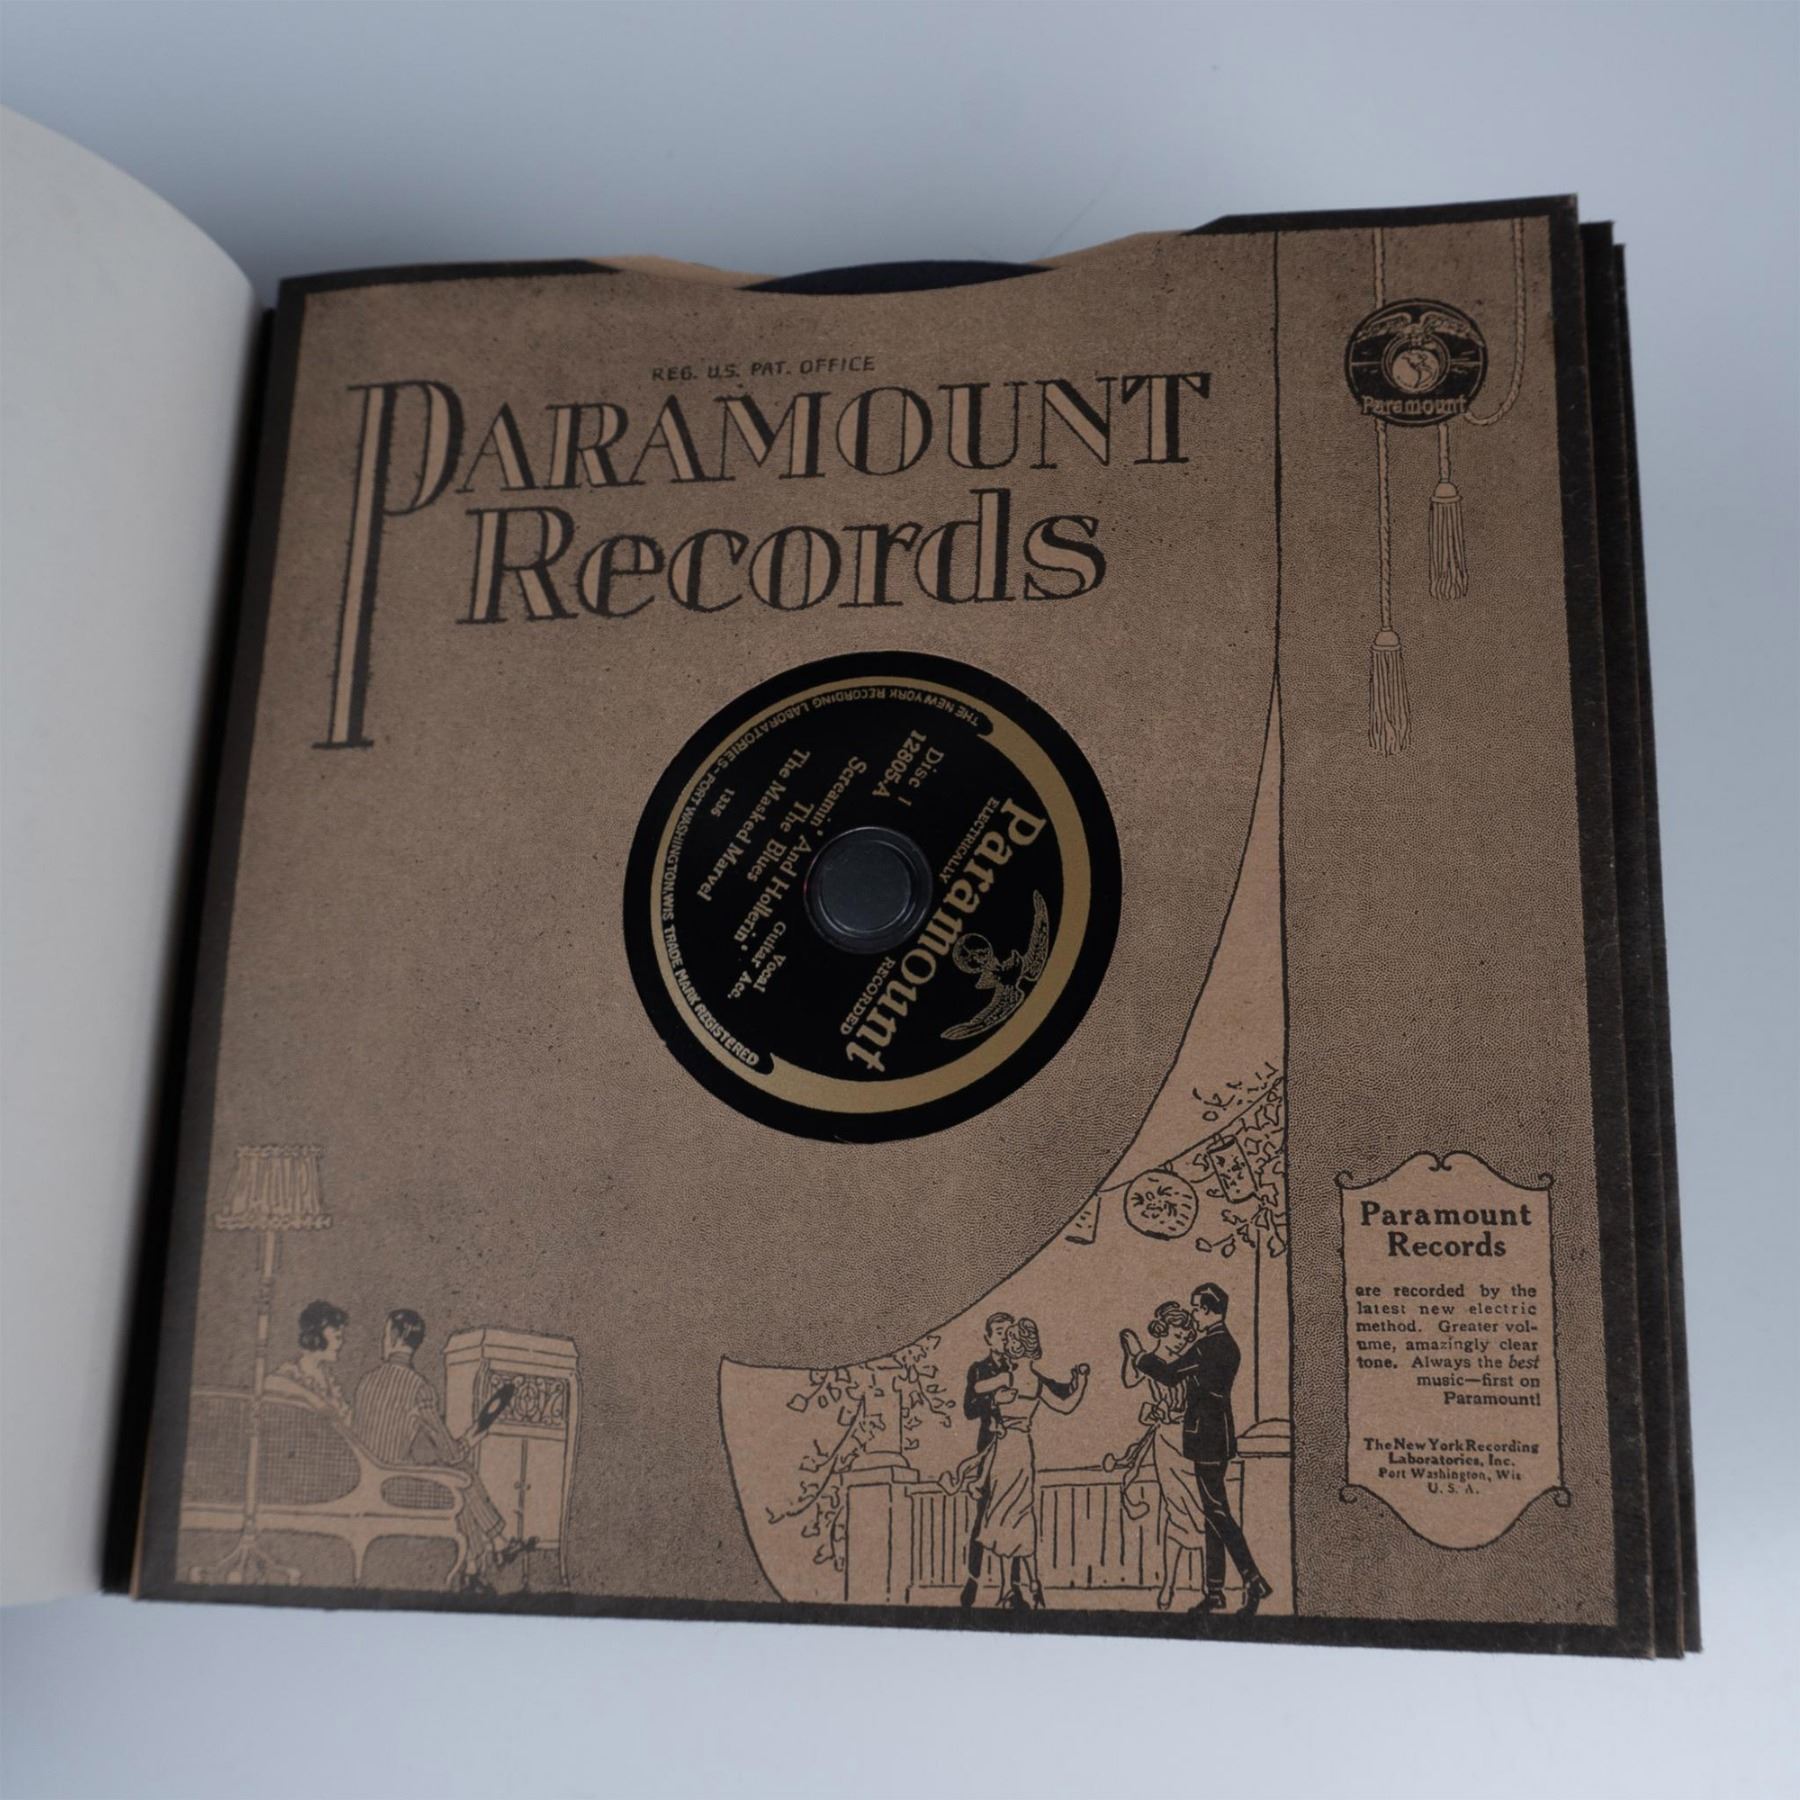 REG. U.S. PAT. OFFICE
PARAMOUNT
Records
Paramount
THE NEW YORK RECORDING LABORATORIES-PORT WASHINGTON, WIS. TRADE MARK REGISTERED
Paramount
ELECTRICALLY RECORDED
Disc 1
12805-A
Vocal
Guitar Acc.
Screamin' And Hollerin'
The Blues
The Masked Marvel
1336
Paramount
Records
are recorded by the
latest new electric
method. Greater vol-
ume, amazingly clear
tone. Always the best
music—first on
Paramount!
The New York Recording
Laboratories, Inc.
Port Washington, Wis
U. S. A.